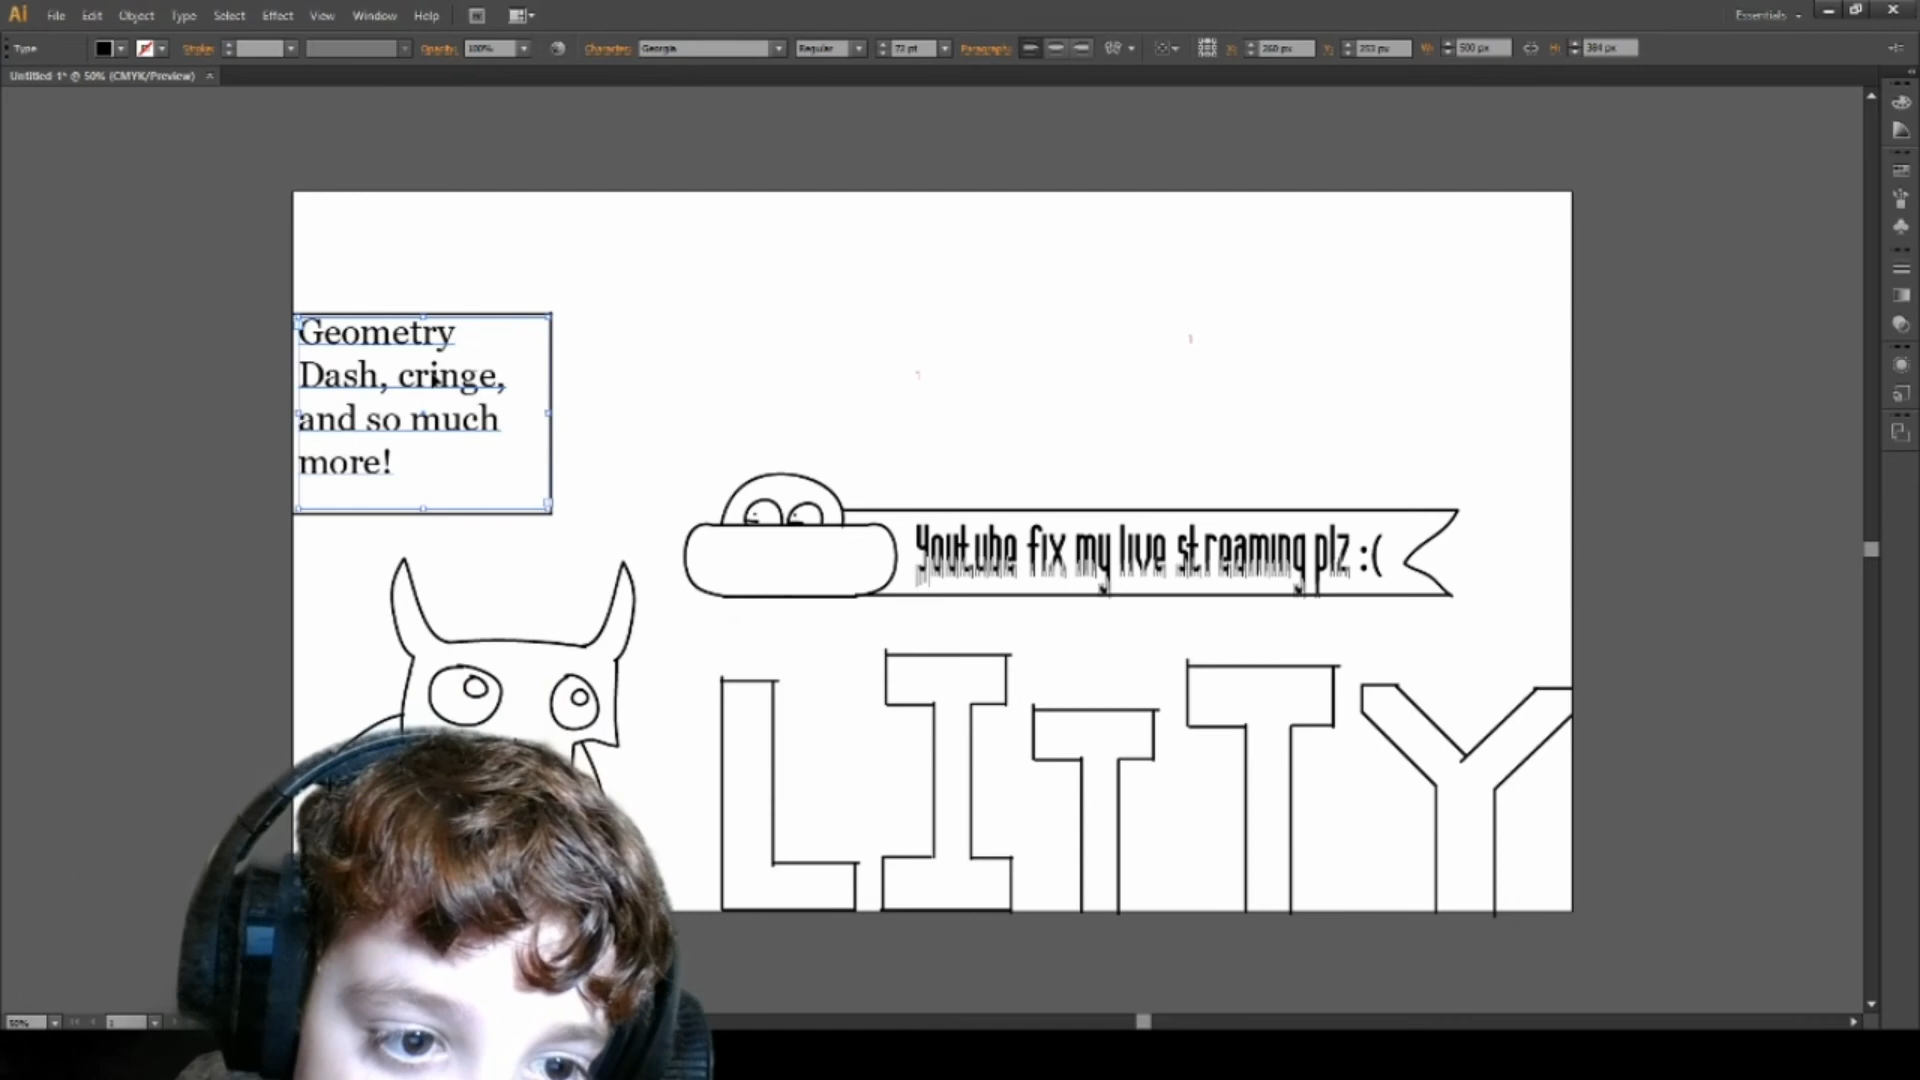 Ai File Edit Object Type Select Effect View Window Help Essentials
Type Stroke: Opacity: 100% Character: Georgia Regular 72 pt Paragraph: X: 260 px Y: 253 px W: 500 px H: 384 px
Untitled 1* @ 50% (CMYK/Preview)
Geometry
Dash, cringe,
and so much
more!
Youtube fix my live streaming plz :(
LITTY
50% 1